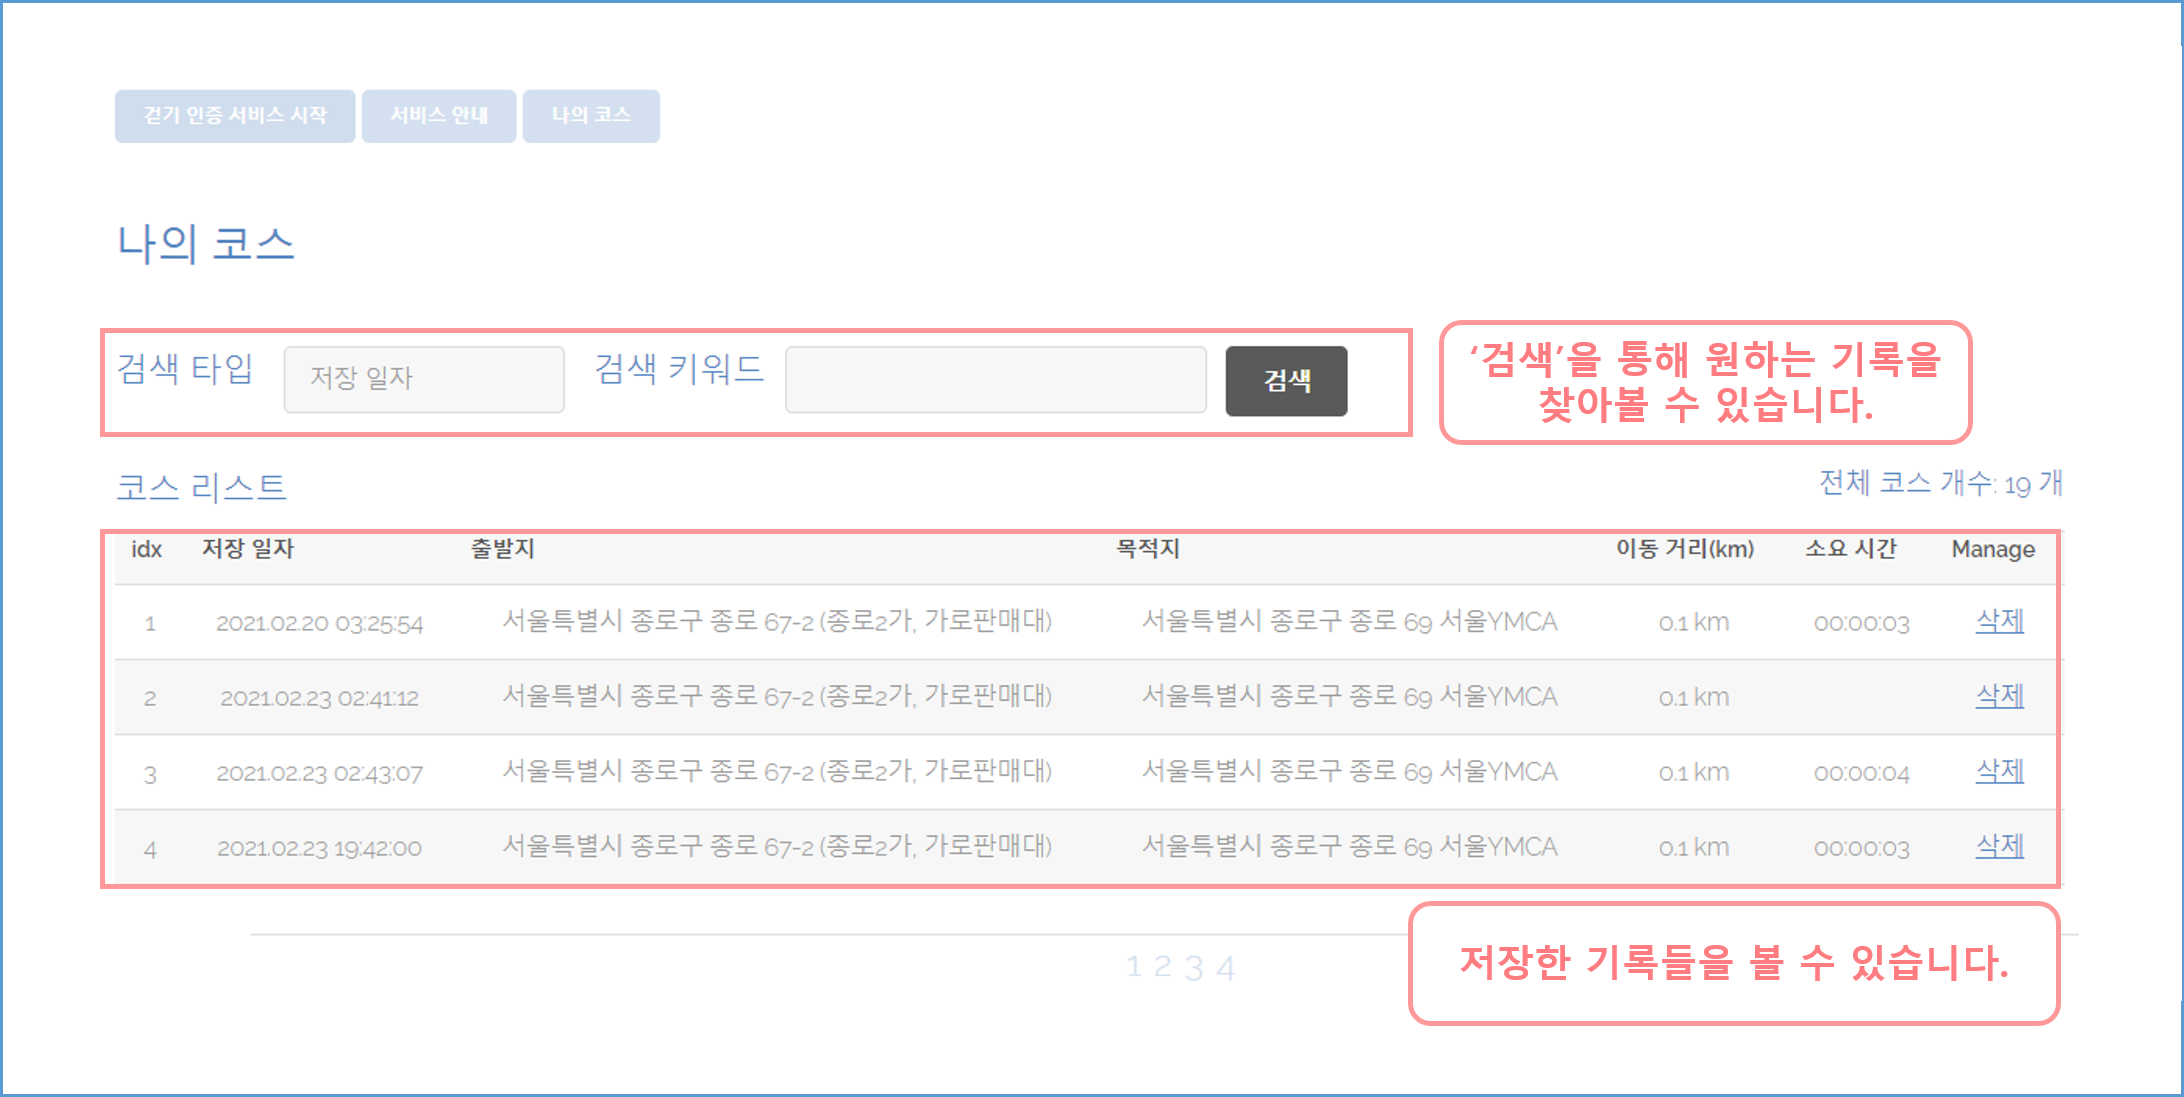 걷기 인증 서비스 시작 서비스 안내 나의 코스
나의 코스
검색 타입 저장 일자 검색 키워드 검색
‘검색’을 통해 원하는 기록을
찾아볼 수 있습니다.
코스 리스트 전체 코스 개수: 19 개
idx 저장 일자 출발지 목적지 이동 거리(km) 소요 시간 Manage
1 2021.02.20 03:25:54 서울특별시 종로구 종로 67-2 (종로2가, 가로판매대) 서울특별시 종로구 종로 69 서울YMCA 0.1 km 00:00:03 삭제
2 2021.02.23 02:41:12 서울특별시 종로구 종로 67-2 (종로2가, 가로판매대) 서울특별시 종로구 종로 69 서울YMCA 0.1 km 삭제
3 2021.02.23 02:43:07 서울특별시 종로구 종로 67-2 (종로2가, 가로판매대) 서울특별시 종로구 종로 69 서울YMCA 0.1 km 00:00:04 삭제
4 2021.02.23 19:42:00 서울특별시 종로구 종로 67-2 (종로2가, 가로판매대) 서울특별시 종로구 종로 69 서울YMCA 0.1 km 00:00:03 삭제
1 2 3 4
저장한 기록들을 볼 수 있습니다.